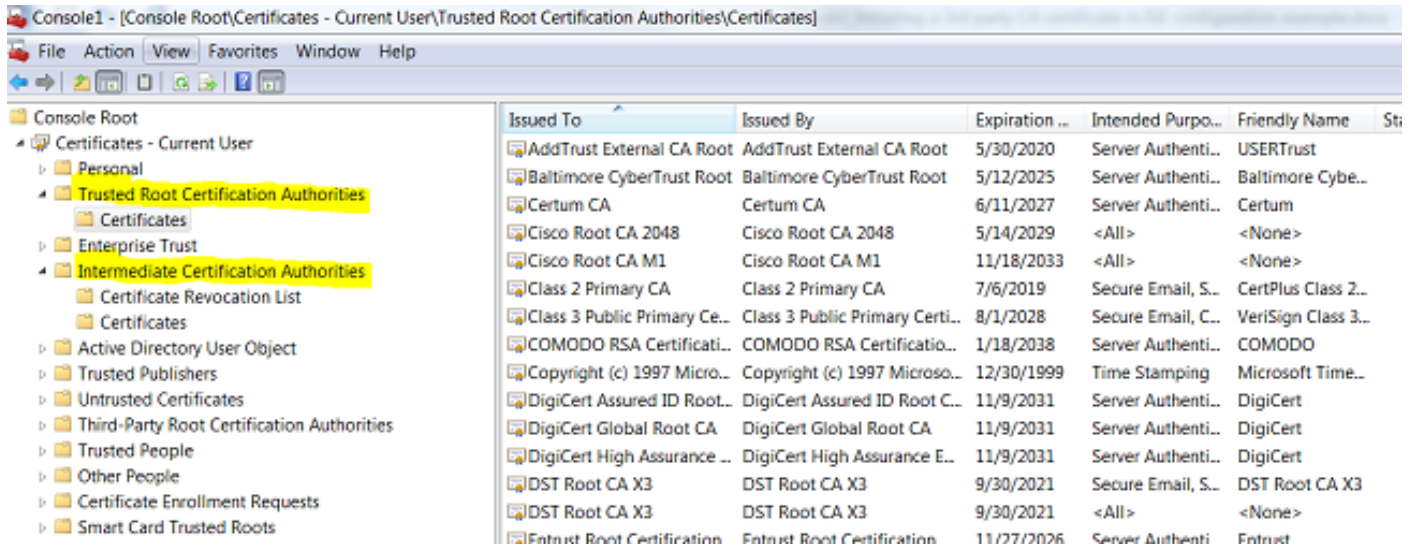 Console1 - [Console Root\Certificates - Current User\Trusted Root Certification Authorities\Certificates]
File Action View Favorites Window Help
Console Root
Certificates - Current User
Personal
Trusted Root Certification Authorities
Certificates
Enterprise Trust
Intermediate Certification Authorities
Certificate Revocation List
Certificates
Active Directory User Object
Trusted Publishers
Untrusted Certificates
Third-Party Root Certification Authorities
Trusted People
Other People
Certificate Enrollment Requests
Smart Card Trusted Roots
Issued To Issued By Expiration ... Intended Purpo... Friendly Name Sta
AddTrust External CA Root AddTrust External CA Root 5/30/2020 Server Authenti... USERTrust
Baltimore CyberTrust Root Baltimore CyberTrust Root 5/12/2025 Server Authenti... Baltimore Cybe...
Certum CA Certum CA 6/11/2027 Server Authenti... Certum
Cisco Root CA 2048 Cisco Root CA 2048 5/14/2029 <All> <None>
Cisco Root CA M1 Cisco Root CA M1 11/18/2033 <All> <None>
Class 2 Primary CA Class 2 Primary CA 7/6/2019 Secure Email, S... CertPlus Class 2...
Class 3 Public Primary Ce... Class 3 Public Primary Certi... 8/1/2028 Secure Email, C... VeriSign Class 3...
COMODO RSA Certificati... COMODO RSA Certificatio... 1/18/2038 Server Authenti... COMODO
Copyright (c) 1997 Micro... Copyright (c) 1997 Microso... 12/30/1999 Time Stamping Microsoft Time...
DigiCert Assured ID Root... DigiCert Assured ID Root C... 11/9/2031 Server Authenti... DigiCert
DigiCert Global Root CA DigiCert Global Root CA 11/9/2031 Server Authenti... DigiCert
DigiCert High Assurance ... DigiCert High Assurance E... 11/9/2031 Server Authenti... DigiCert
DST Root CA X3 DST Root CA X3 9/30/2021 Secure Email, S... DST Root CA X3
DST Root CA X3 DST Root CA X3 9/30/2021 <All> <None>
Entrust Root Certification Entrust Root Certification 11/27/2026 Server Authenti Entrust